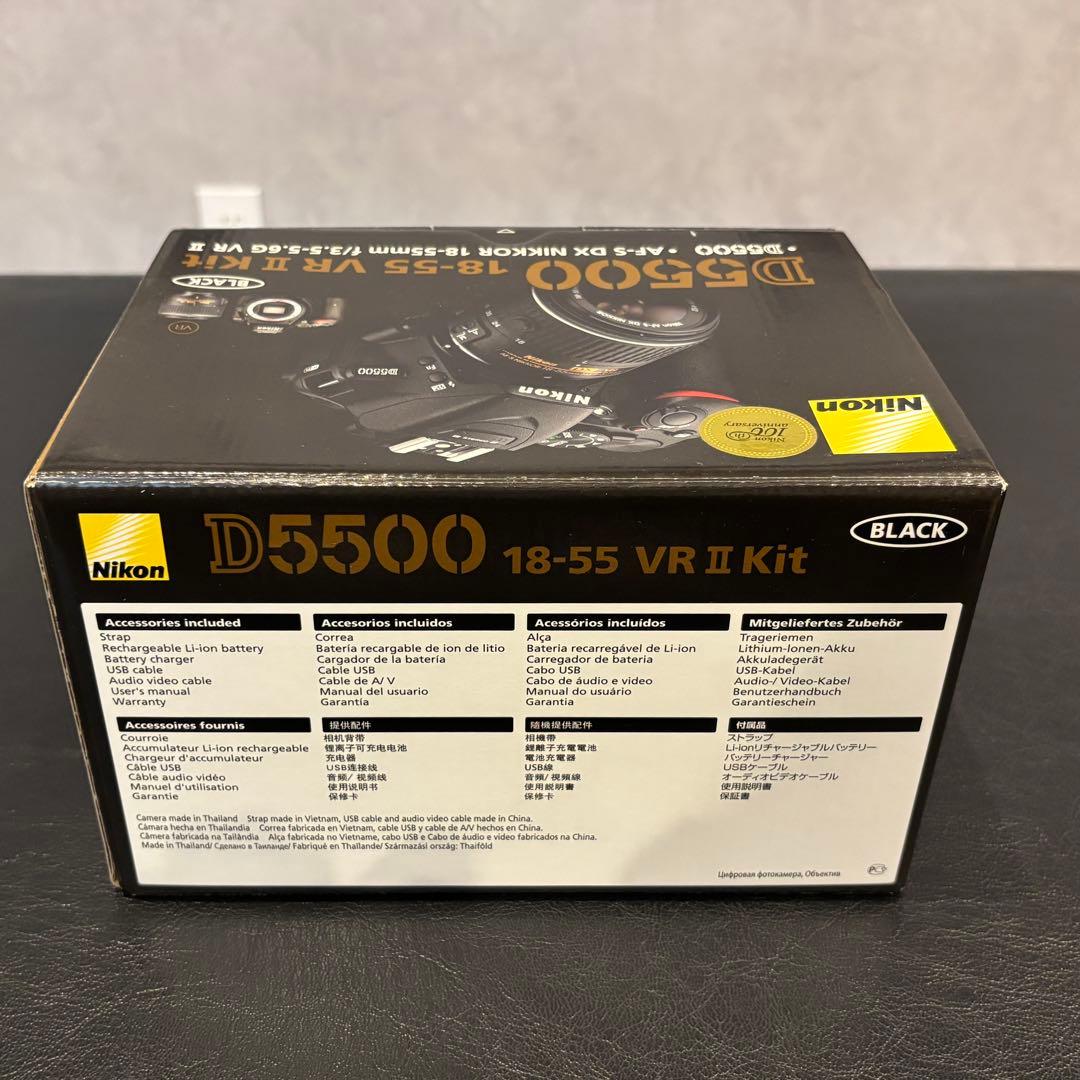 • D5500 • AF-S DX NIKKOR 18-55mm f/3.5-5.6G VR II
D5500 18-55 VR II Kit
BLACK
VR
Nikon
D5500
Nikon
Nikon
Nikon
100
anniversary
Nikon
Nikon
D5500 18-55 VR II Kit
BLACK
Accessories included
Strap
Rechargeable Li-ion battery
Battery charger
USB cable
Audio video cable
User's manual
Warranty
Accesorios incluidos
Correa
Batería recargable de ion de litio
Cargador de la batería
Cable USB
Cable de A/ V
Manual del usuario
Garantía
Acessórios incluídos
Alça
Bateria recarregável de Li-ion
Carregador de bateria
Cabo USB
Cabo de áudio e video
Manual do usuário
Garantia
Mitgeliefertes Zubehör
Trageriemen
Lithium-Ionen-Akku
Akkuladegerät
USB-Kabel
Audio-/ Video-Kabel
Benutzerhandbuch
Garantieschein
Accessoires fournis
Courroie
Accumulateur Li-ion rechargeable
Chargeur d'accumulateur
Câble USB
Câble audio vidéo
Manuel d'utilisation
Garantie
提供配件
相机背带
锂离子可充电电池
充电器
USB连接线
音频/ 视频线
使用说明书
保修卡
隨機提供配件
相機帶
鋰離子充電電池
電池充電器
USB線
音頻/ 視頻線
使用說明書
保修卡
付属品
ストラップ
Li-ionリチャージャブルバッテリー
バッテリーチャージャー
USBケーブル
オーディオビデオケーブル
使用説明書
保証書
Camera made in Thailand Strap made in Vietnam, USB cable and audio video cable made in China.
Cámara hecha en Thailandia Correa fabricada en Vietnam, cable USB y cable de A/V hechos en China.
Câmera fabricada na Tailândia Alça fabricada no Vietname, cabo USB e Cabo de áudio e video fabricados na China.
Made in Thailand/ Сделано в Таиланде/ Fabriqué en Thaïlande/ Származási ország: Thaiföld
Цифровая фотокамера, Объектив